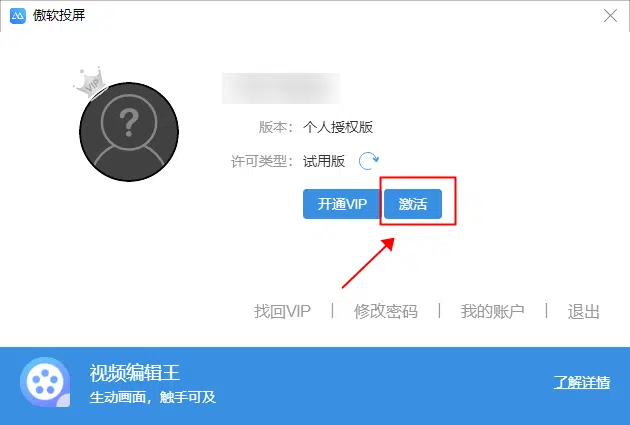 傲软投屏
VIP
版本： 个人授权版
许可类型： 试用版
开通VIP 激活
找回VIP | 修改密码 | 我的账户 | 退出
视频编辑王
生动画面，触手可及
了解详情